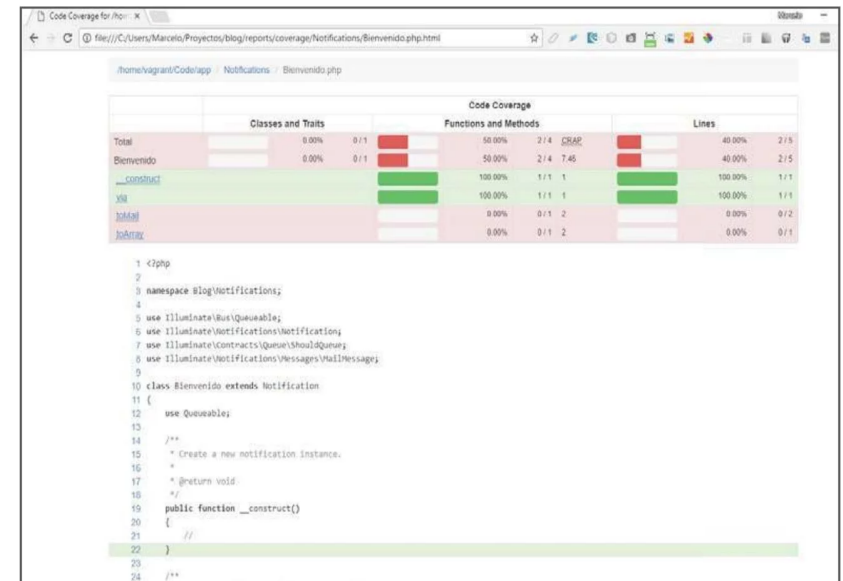 Code Coverage for /hom
file:///C:/Users/Marcelo/Proyectos/blog/reports/coverage/Notifications/Bienvenido.php.html
/home/vagrant/Code/app / Notifications / Bienvenido.php
Code Coverage
Classes and Traits Functions and Methods Lines
Total 0.00% 0 / 1 50.00% 2 / 4 CRAP 40.00% 2 / 5
Bienvenido 0.00% 0 / 1 50.00% 2 / 4 7.46 40.00% 2 / 5
__construct 100.00% 1 / 1 1 100.00% 1 / 1
via 100.00% 1 / 1 1 100.00% 1 / 1
toMail 0.00% 0 / 1 2 0.00% 0 / 2
toArray 0.00% 0 / 1 2 0.00% 0 / 1
1 <?php
2
3 namespace Blog\Notifications;
4
5 use Illuminate\Bus\Queueable;
6 use Illuminate\Notifications\Notification;
7 use Illuminate\Contracts\Queue\ShouldQueue;
8 use Illuminate\Notifications\Messages\MailMessage;
9
10 class Bienvenido extends Notification
11 {
12 use Queueable;
13
14 /**
15 * Create a new notification instance.
16 *
17 * @return void
18 */
19 public function __construct()
20 {
21 //
22 }
23
24 /**